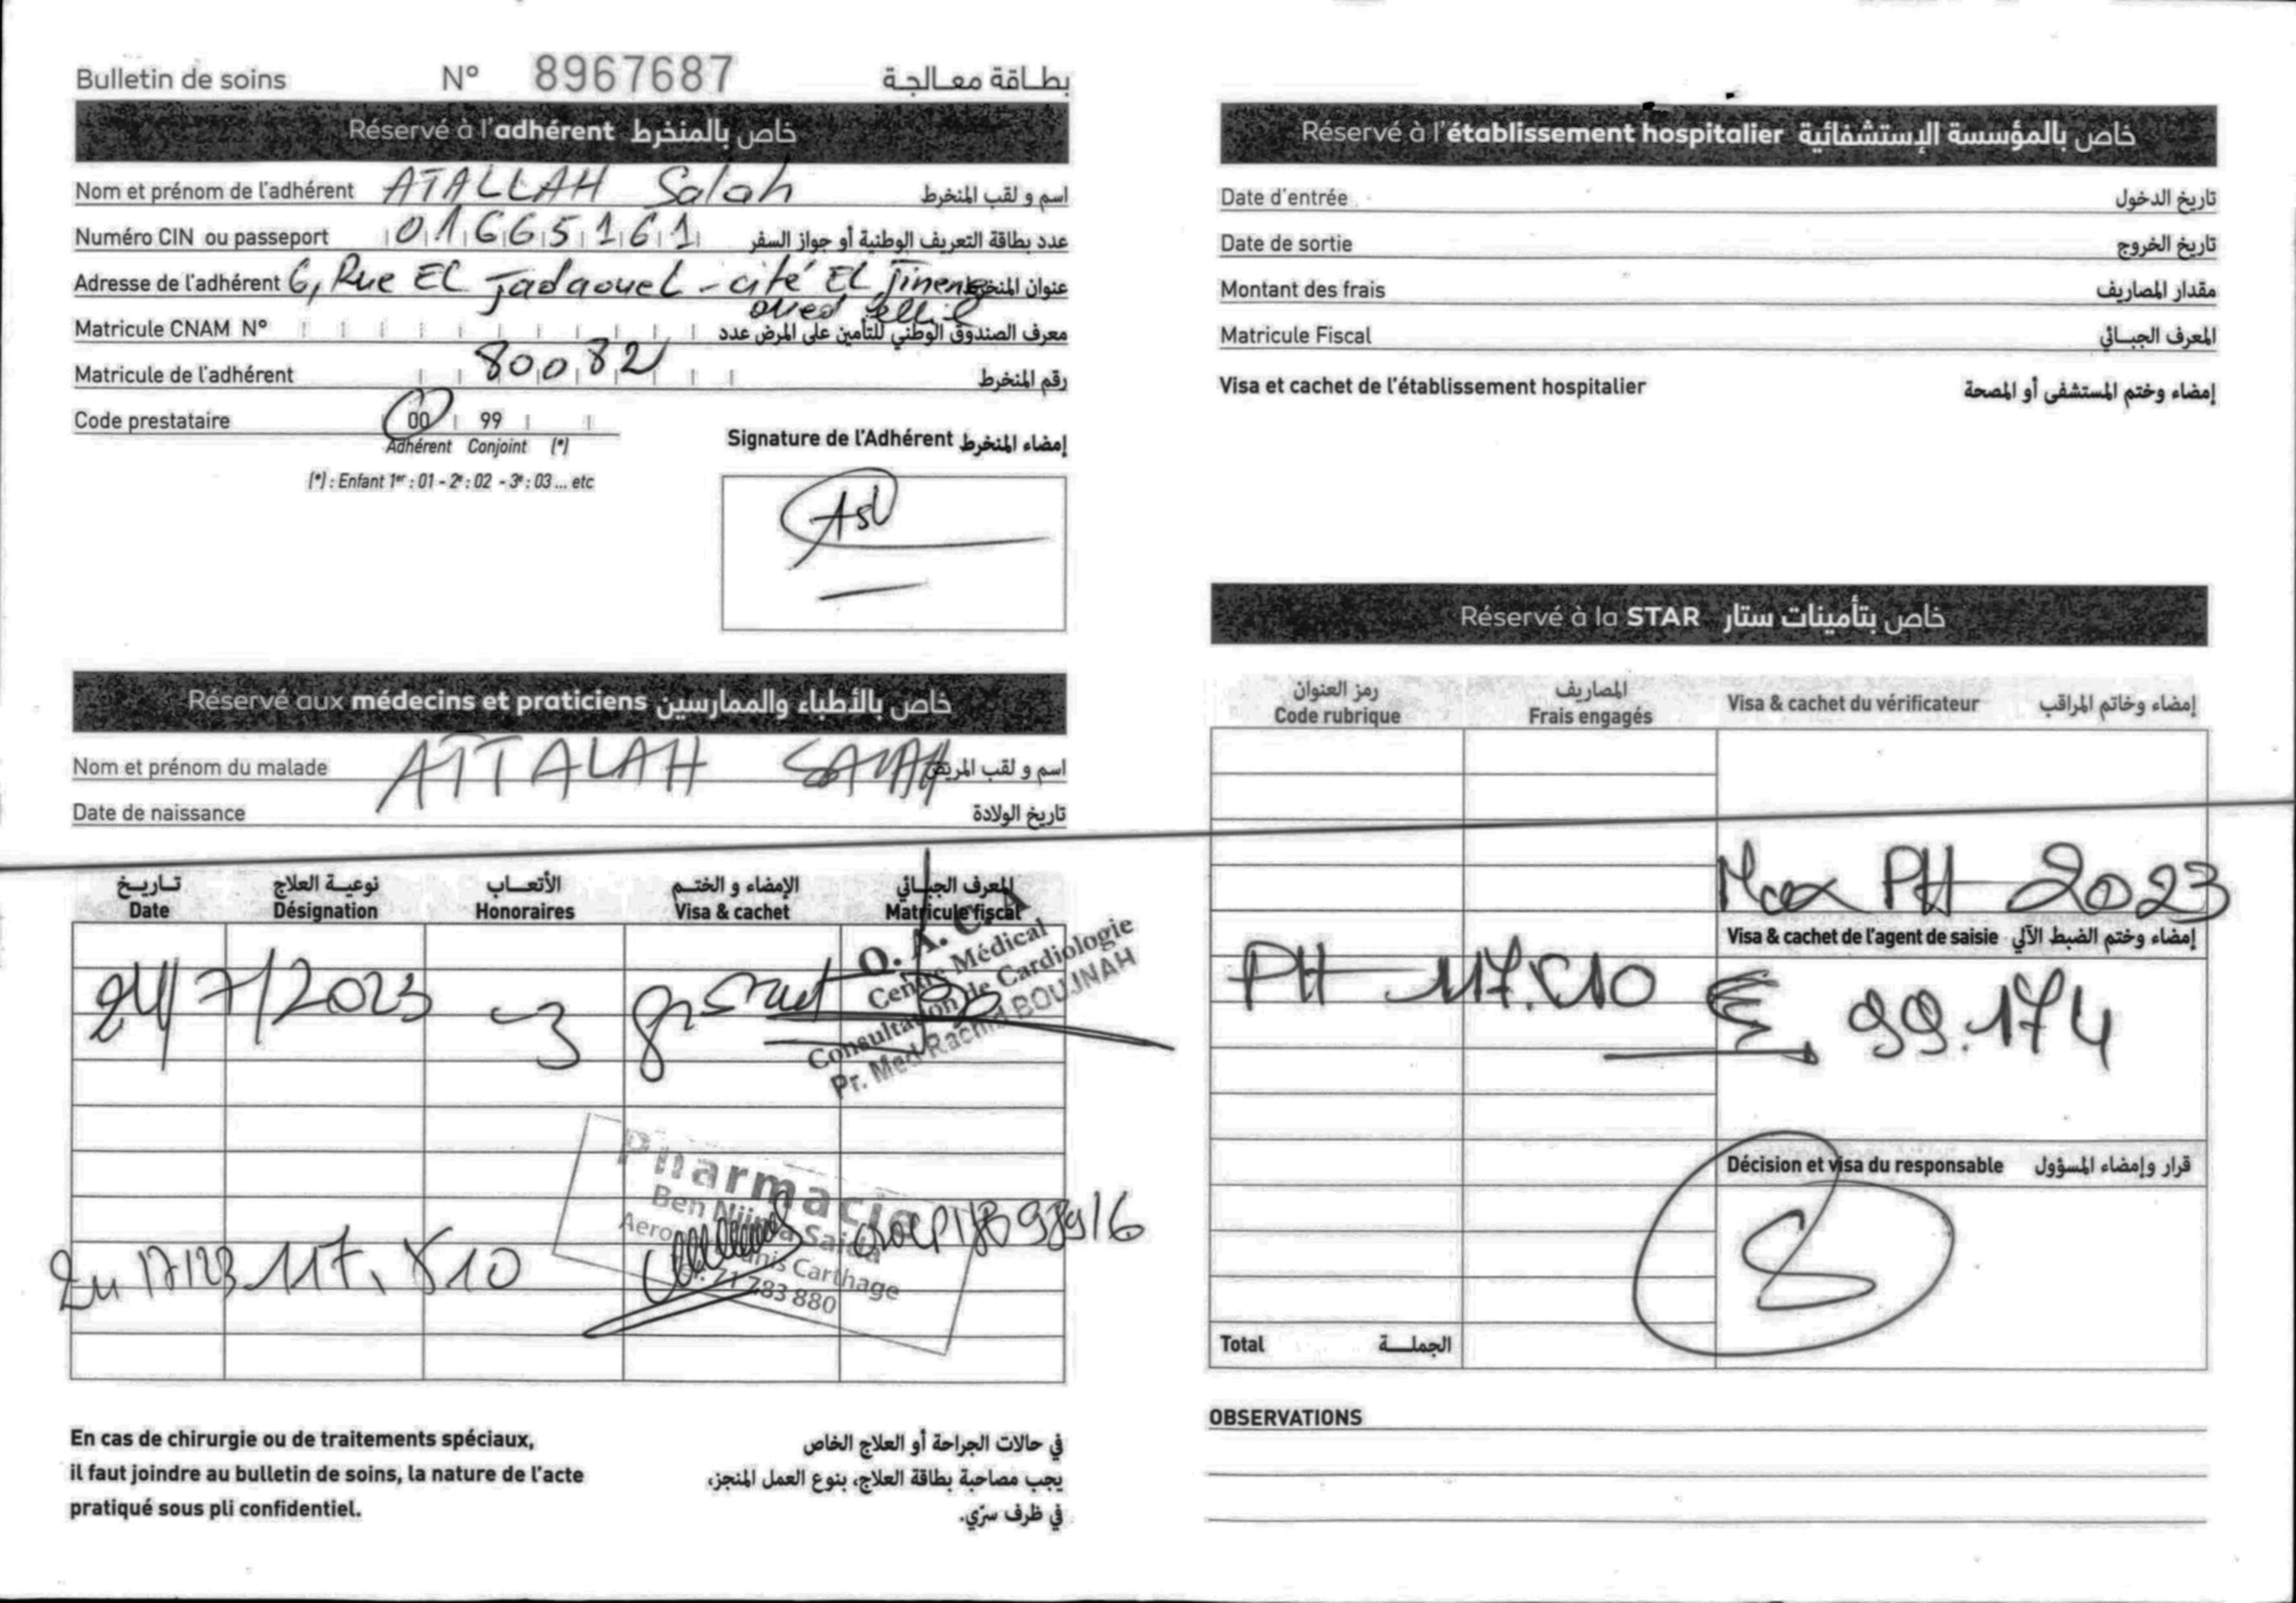 Bulletin de soins N° 8967687 بطاقة معالجة
Réservé à l'adhérent خاص بالمنخرط
Nom et prénom de l'adhérent ATALLAH Salah اسم و لقب المنخرط
Numéro CIN ou passeport 01665161 عدد بطاقة التعريف الوطنية أو جواز السفر
Adresse de l'adhérent 6, Rue EL Jadaouel - cité EL Jinene عنوان المنخرط
oued ellil
Matricule CNAM N° معرف الصندوق الوطني للتأمين على المرض عدد
Matricule de l'adhérent 80082 رقم المنخرط
Code prestataire 00 99
Adhérent Conjoint (*)
(*) : Enfant 1er : 01 - 2e : 02 - 3e : 03 ... etc
Signature de l'Adhérent إمضاء المنخرط
Réservé aux médecins et praticiens خاص بالأطباء والممارسين
Nom et prénom du malade ATTALAH SALAH اسم و لقب المريض
Date de naissance تاريخ الولادة
تاريخ نوعية العلاج الأتعاب الإمضاء و الختم المعرف الجبائي
Date Désignation Honoraires Visa & cachet Matricule fiscal
24/7/2023
O. A. C. A
Centre Médical
Consultation de Cardiologie
Pr. Med Rachid BOUJNAH
Pharmacie
Ben Njima Saida
Aeroport Tunis Carthage
71 783 880
117,810
En cas de chirurgie ou de traitements spéciaux,
il faut joindre au bulletin de soins, la nature de l'acte
pratiqué sous pli confidentiel.
في حالات الجراحة أو العلاج الخاص
يجب مصاحبة بطاقة العلاج، بنوع العمل المنجز،
في ظرف سرّي.
Réservé à l'établissement hospitalier خاص بالمؤسسة الإستشفائية
Date d'entrée تاريخ الدخول
Date de sortie تاريخ الخروج
Montant des frais مقدار المصاريف
Matricule Fiscal المعرف الجبائي
Visa et cachet de l'établissement hospitalier إمضاء وختم المستشفى أو المصحة
Réservé à la STAR خاص بتأمينات ستار
رمز العنوان المصاريف
Code rubrique Frais engagés Visa & cachet du vérificateur إمضاء وخاتم المراقب
Max PH 2023
Visa & cachet de l'agent de saisie إمضاء وختم الضبط الآلي
PH 117.810
99.174
Décision et visa du responsable قرار وإمضاء المسؤول
Total الجملة
OBSERVATIONS